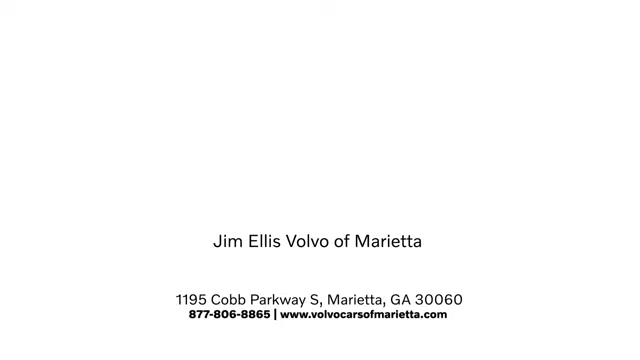 Jim Ellis Volvo of Marietta
1195 Cobb Parkway S, Marietta, GA 30060
877-806-8865 | www.volvocarsofmarietta.com